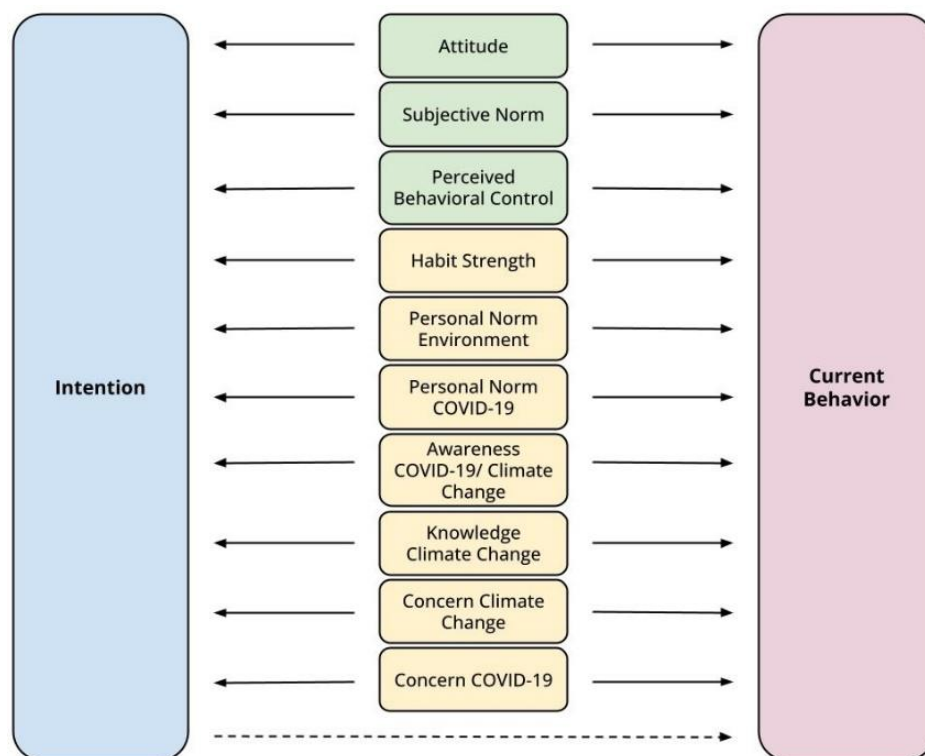 Attitude
Subjective Norm
Perceived
Behavioral Control
Habit Strength
Personal Norm
Environment
Intention
Personal Norm
COVID-19
Current
Behavior
Awareness
COVID-19/ Climate
Change
Knowledge
Climate Change
Concern Climate
Change
Concern COVID-19